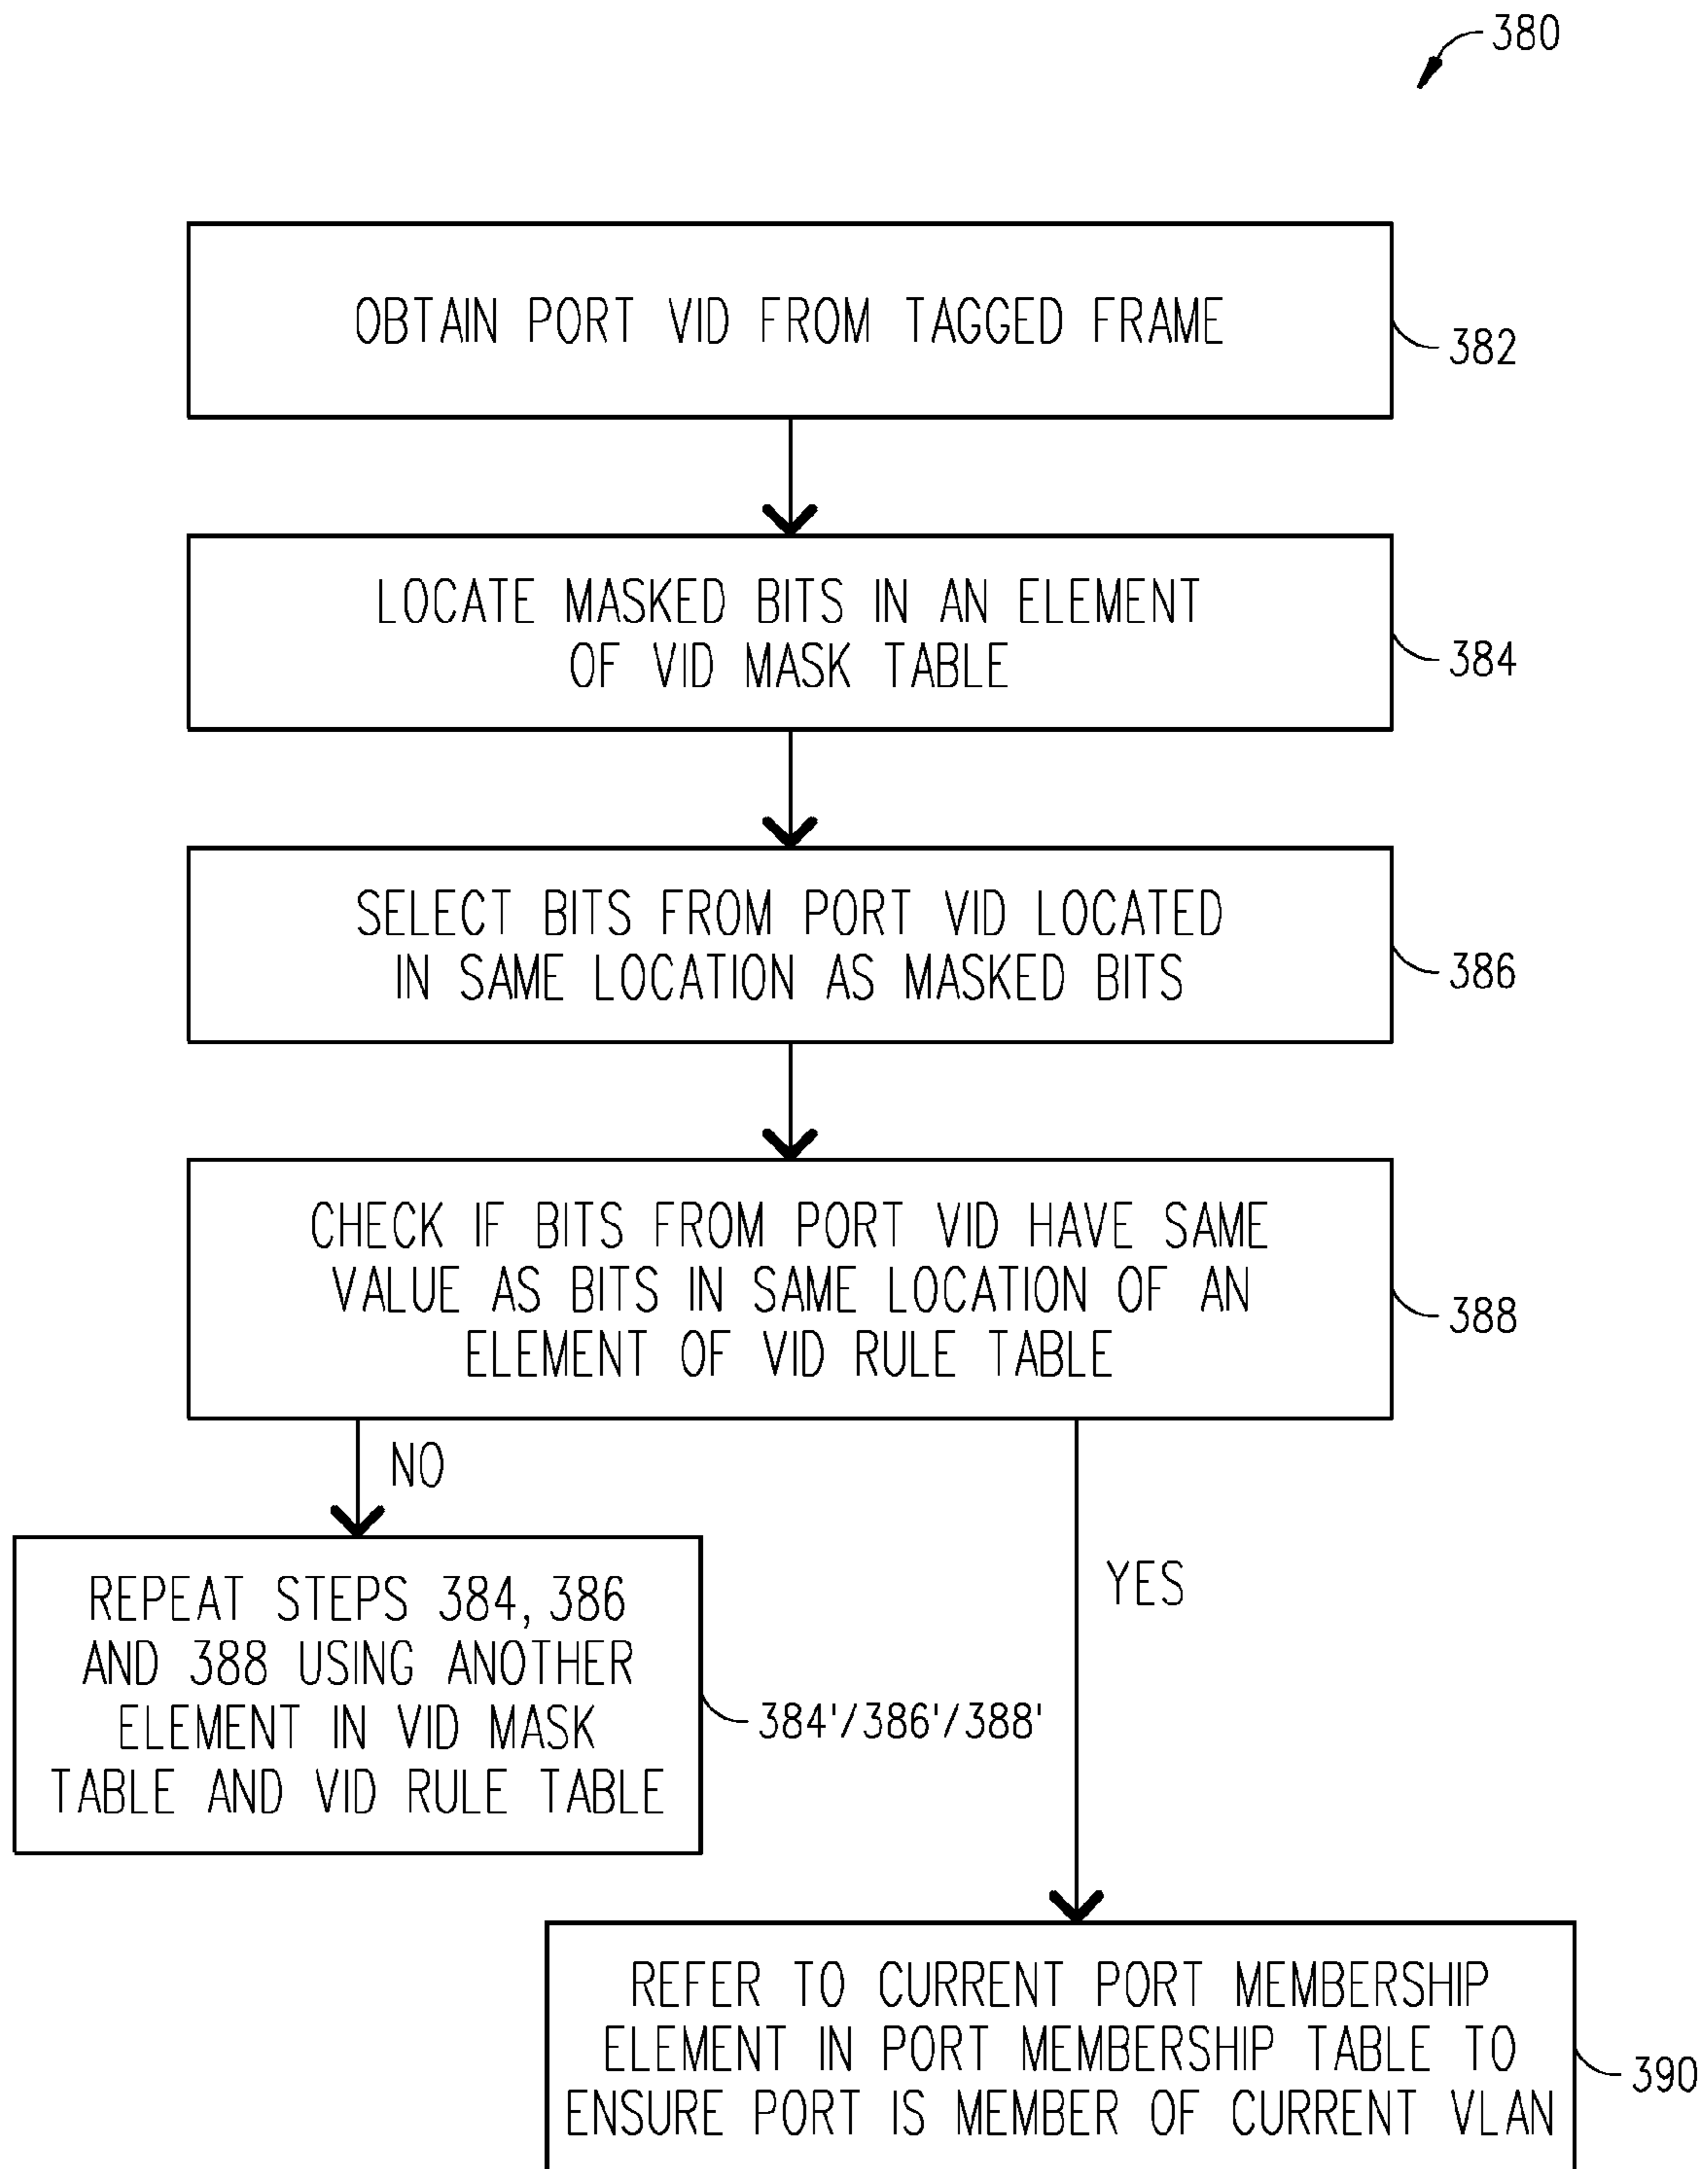 380
OBTAIN PORT VID FROM TAGGED FRAME
382
LOCATE MASKED BITS IN AN ELEMENT
OF VID MASK TABLE
384
SELECT BITS FROM PORT VID LOCATED
IN SAME LOCATION AS MASKED BITS
386
CHECK IF BITS FROM PORT VID HAVE SAME
VALUE AS BITS IN SAME LOCATION OF AN
ELEMENT OF VID RULE TABLE
388
NO
YES
REPEAT STEPS 384, 386
AND 388 USING ANOTHER
ELEMENT IN VID MASK
TABLE AND VID RULE TABLE
384'/386'/388'
REFER TO CURRENT PORT MEMBERSHIP
ELEMENT IN PORT MEMBERSHIP TABLE TO
ENSURE PORT IS MEMBER OF CURRENT VLAN
390